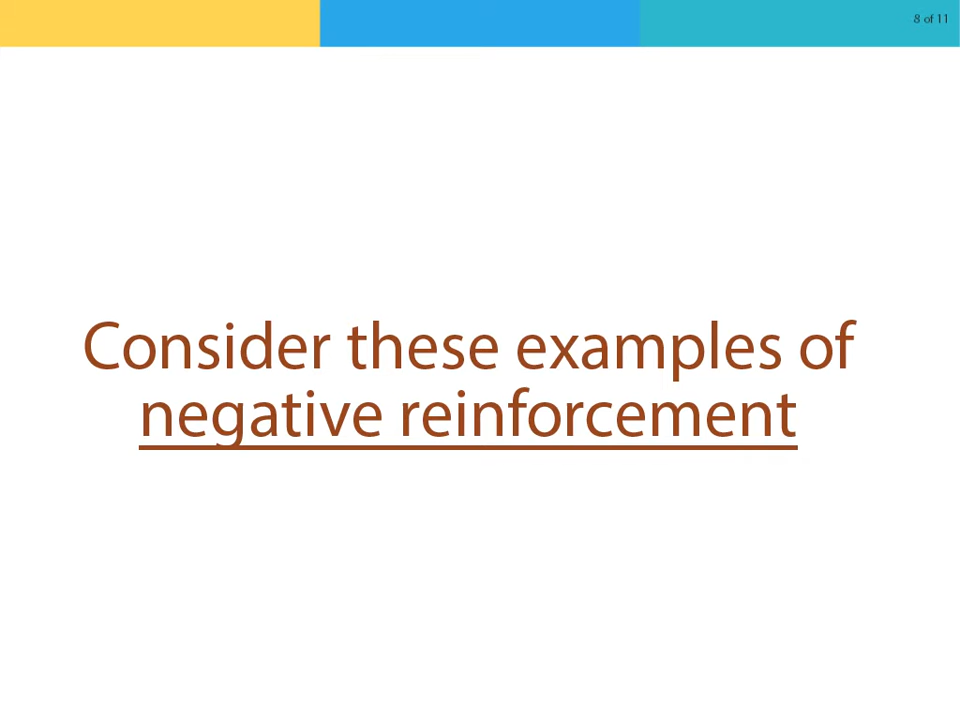 8 of 11
Consider these examples of
negative reinforcement